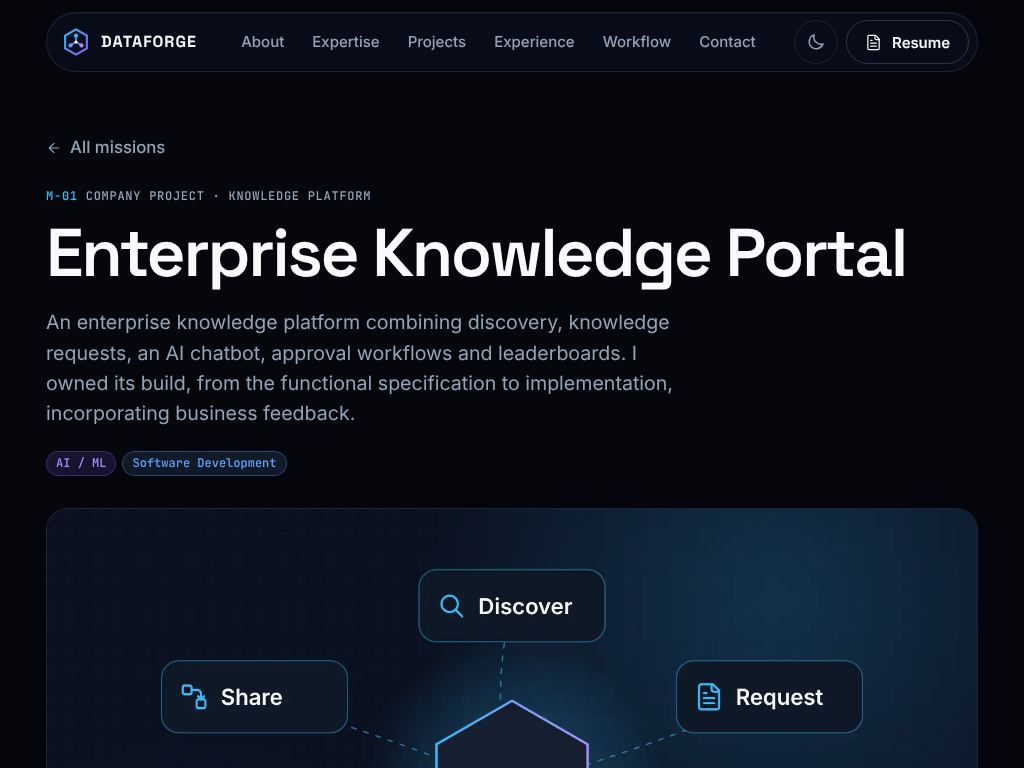 DATAFORGE About Expertise Projects Experience Workflow Contact Resume
All missions
M-01 COMPANY PROJECT · KNOWLEDGE PLATFORM
Enterprise Knowledge Portal
An enterprise knowledge platform combining discovery, knowledge
requests, an AI chatbot, approval workflows and leaderboards. I
owned its build, from the functional specification to implementation,
incorporating business feedback.
AI / ML Software Development
Discover
Share Request